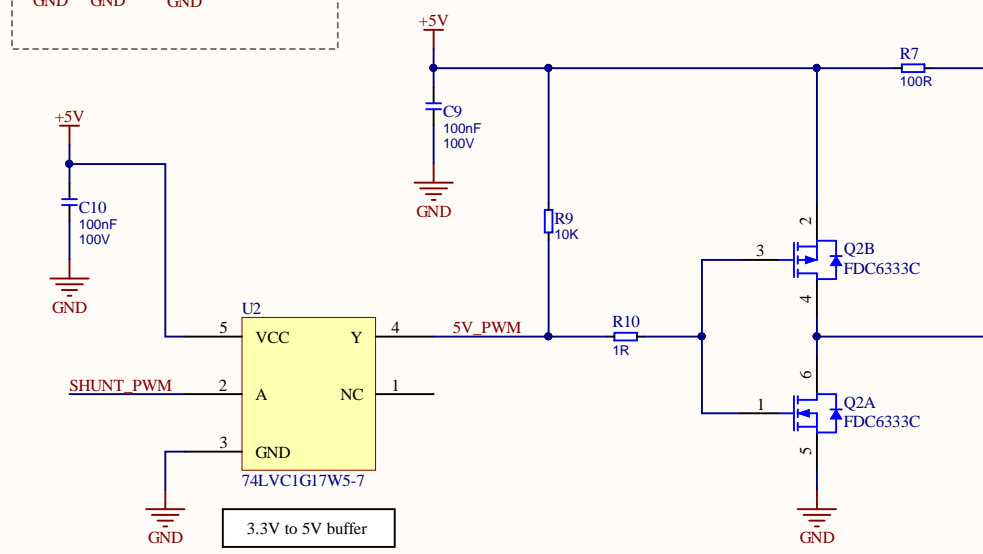 GND GND GND
+5V
R7
100R
C9
100nF
100V
+5V
C10
100nF
100V
GND
R9
10K
2
3
Q2B
FDC6333C
4
GND
U2
5 VCC Y 4
5V_PWM
R10
1R
SHUNT_PWM
2 A NC 1
6
1
Q2A
FDC6333C
5
3 GND
74LVC1G17W5-7
3.3V to 5V buffer
GND
GND